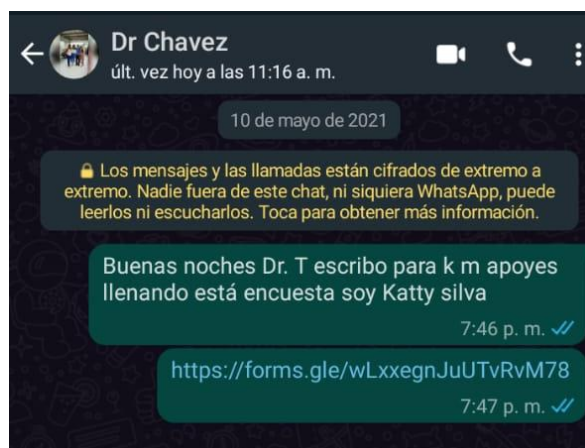 Dr Chavez
últ. vez hoy a las 11:16 a. m.
10 de mayo de 2021
Los mensajes y las llamadas están cifrados de extremo a
extremo. Nadie fuera de este chat, ni siquiera WhatsApp, puede
leerlos ni escucharlos. Toca para obtener más información.
Buenas noches Dr. T escribo para k m apoyes
llenando está encuesta soy Katty silva
7:46 p. m.
https://forms.gle/wLxxegnJuUTvRvM78
7:47 p. m.